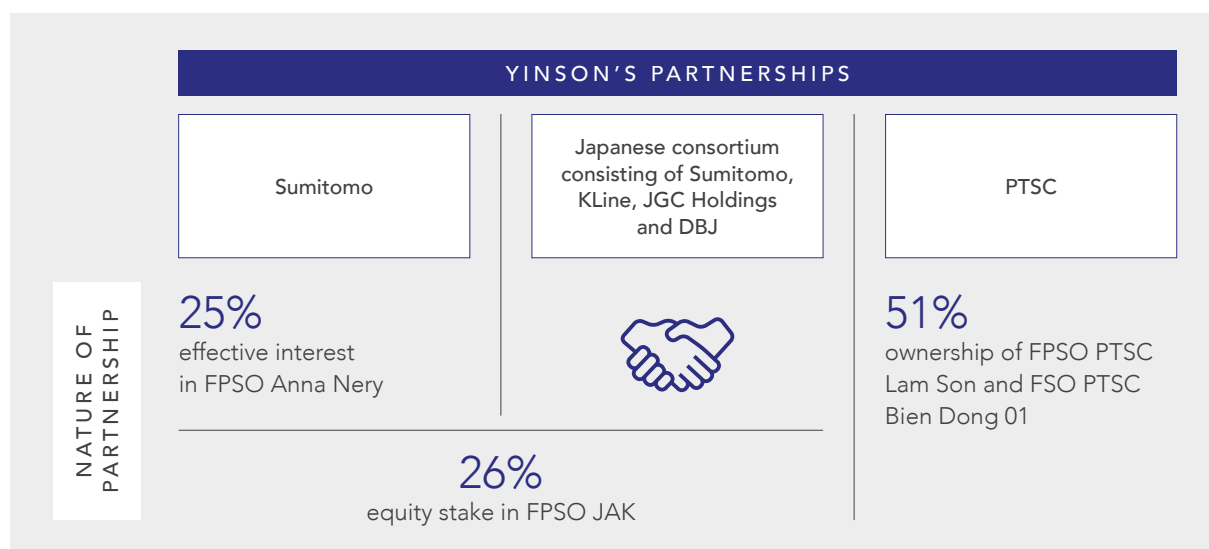 YINSON’S PARTNERSHIPS
Sumitomo
Japanese consortium
consisting of Sumitomo,
KLine, JGC Holdings
and DBJ
PTSC
NATURE OF
PARTNERSHIP
25%
effective interest
in FPSO Anna Nery
51%
ownership of FPSO PTSC
Lam Son and FSO PTSC
Bien Dong 01
26%
equity stake in FPSO JAK